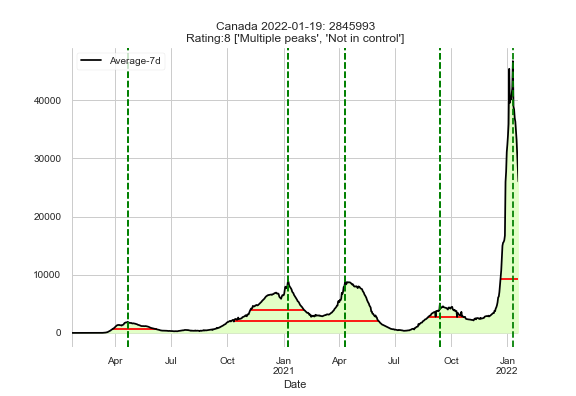 Canada 2022-01-19: 2845993
Rating:8 ['Multiple peaks', 'Not in control']
Average-7d
40000
30000
20000
10000
0
Apr Jul Oct Jan Apr Jul Oct Jan
2021 2022
Date